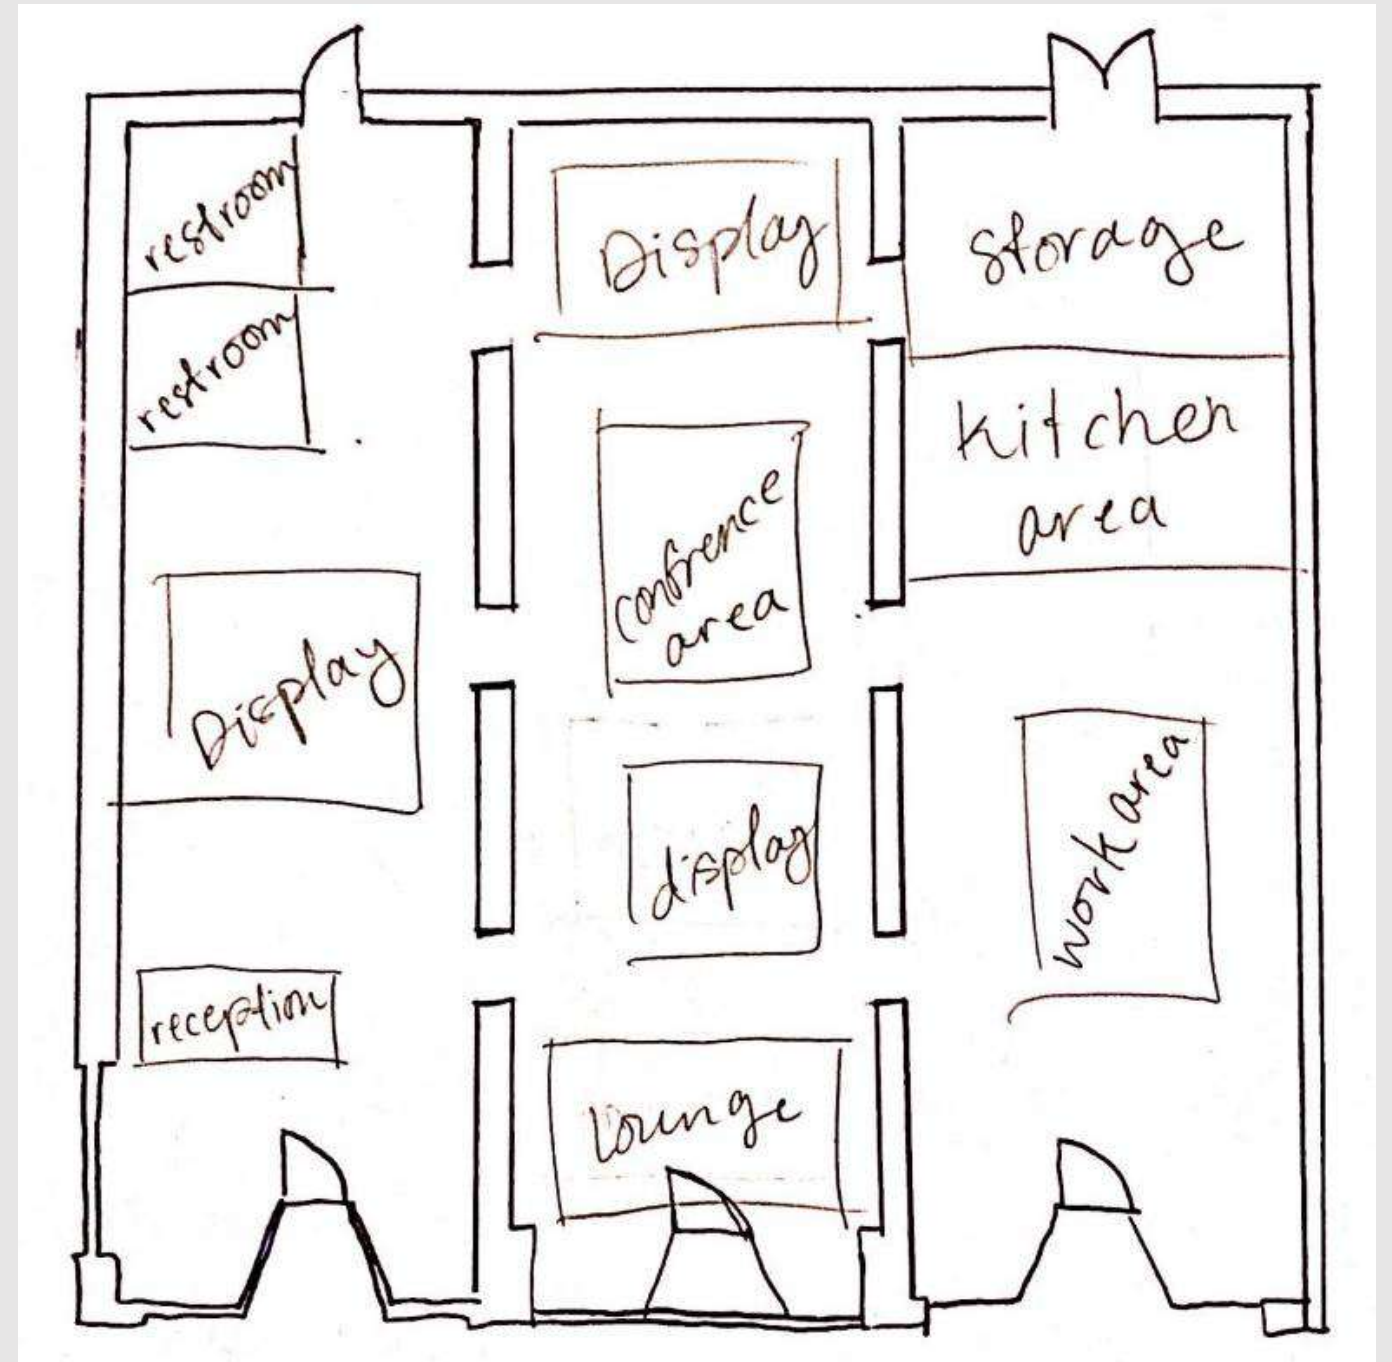 restroom
restroom
Display
reception
Display
confrence
area
display
Lounge
Storage
Kitchen
area
work area